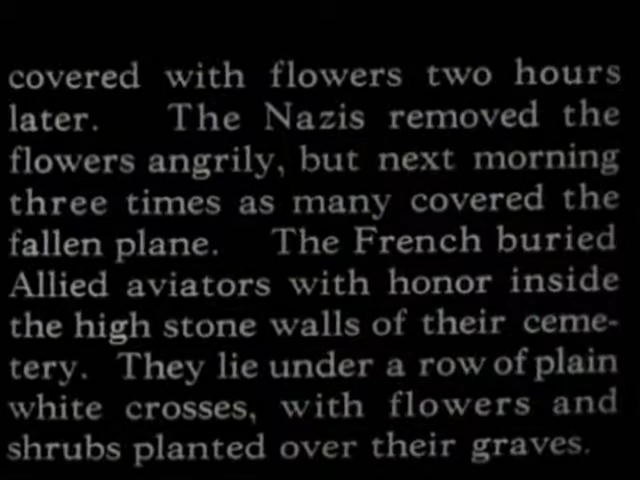 covered with flowers two hours
later. The Nazis removed the
flowers angrily, but next morning
three times as many covered the
fallen plane. The French buried
Allied aviators with honor inside
the high stone walls of their ceme-
tery. They lie under a row of plain
white crosses, with flowers and
shrubs planted over their graves.